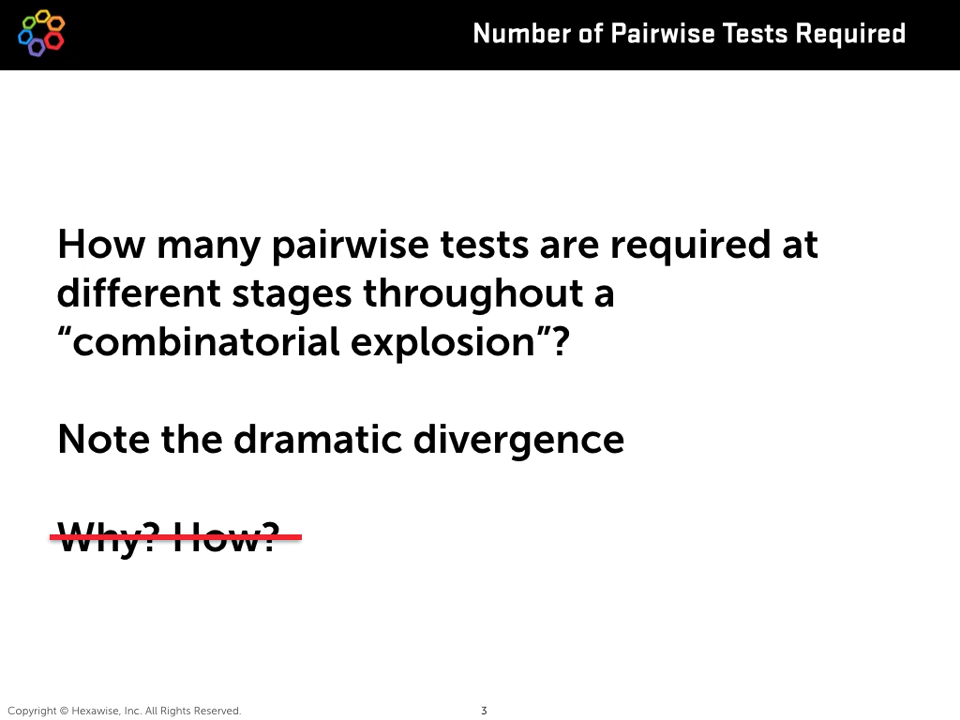 Number of Pairwise Tests Required
How many pairwise tests are required at
different stages throughout a
“combinatorial explosion”?
Note the dramatic divergence
Why? How?
Copyright © Hexawise, Inc. All Rights Reserved.
3